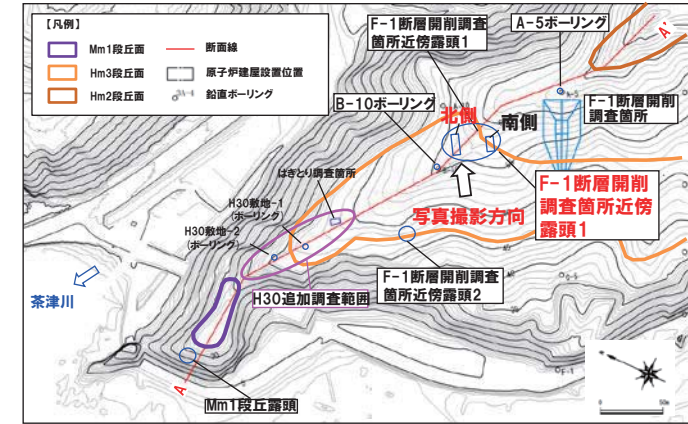 【凡例】
Mm1段丘面
断面線
Hm3段丘面
原子炉建屋設置位置
Hm2段丘面
鉛直ボーリング
F-1断層開削調査
箇所近傍露頭1
A-5ボーリング
A'
A-5
B-10ボーリング
北側
南側
F-1断層開削
調査箇所
はぎとり調査箇所
F-1断層開削
調査箇所近傍
露頭1
H30敷地-1
(ボーリング)
写真撮影方向
H30敷地-2
(ボーリング)
F-1断層開削調査
箇所近傍露頭2
茶津川
H30追加調査範囲
A
Mm1段丘露頭
0
50m